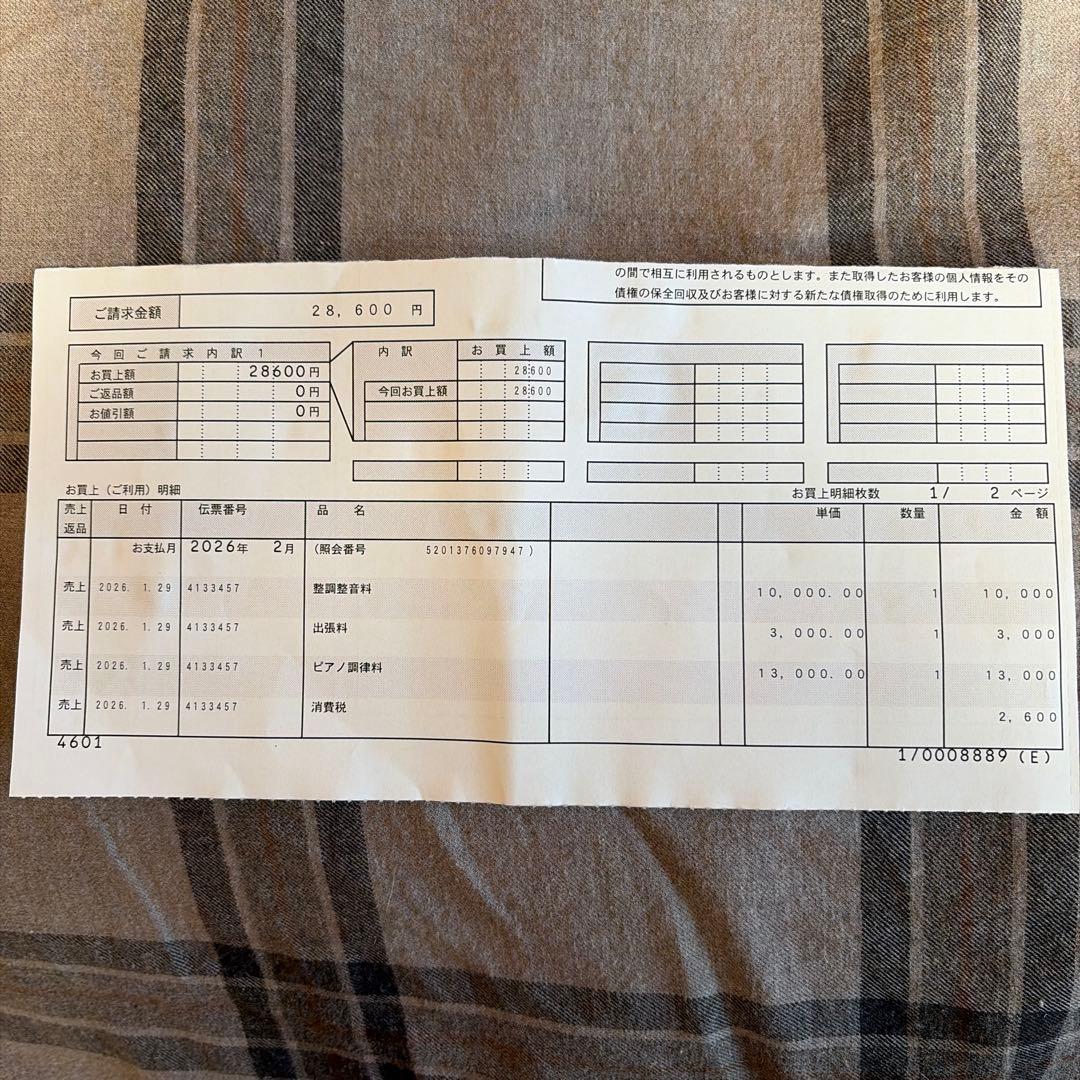 の間で相互に利用されるものとします。また取得したお客様の個人情報をその
債権の保全回収及びお客様に対する新たな債権取得のために利用します。
ご請求金額 28,600 円
今回ご請求内訳 1
お買上額 28600円
ご返品額 0円
お値引額 0円
内訳 お買上額
28600
今回お買上額 28600
お買上(ご利用)明細
お買上明細枚数 1/ 2 ページ
売上返品 日付 伝票番号 品名 単価 数量 金額
お支払月 2026年 2月 (照会番号 5201376097947)
売上 2026. 1.29 4133457 整調整音料 10,000.00 1 10,000
売上 2026. 1.29 4133457 出張料 3,000.00 1 3,000
売上 2026. 1.29 4133457 ピアノ調律料 13,000.00 1 13,000
売上 2026. 1.29 4133457 消費税 2,600
4601
1/0008889(E)